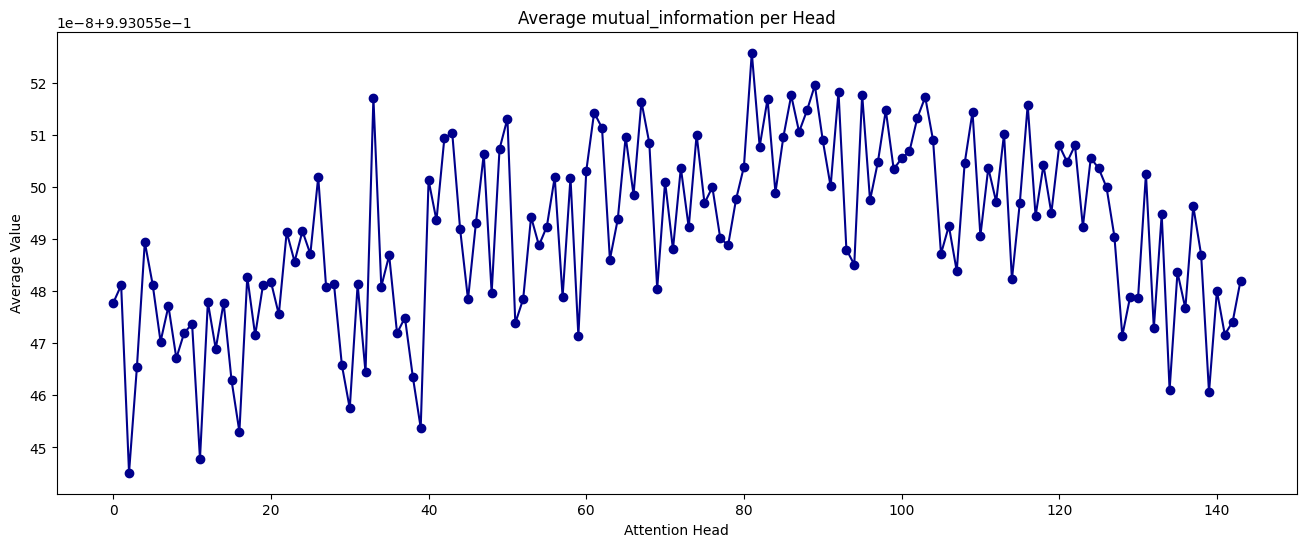 Average mutual_information per Head
1e−8+9.93055e−1
52
51
50
49
48
47
46
45
Average Value
0 20 40 60 80 100 120 140
Attention Head